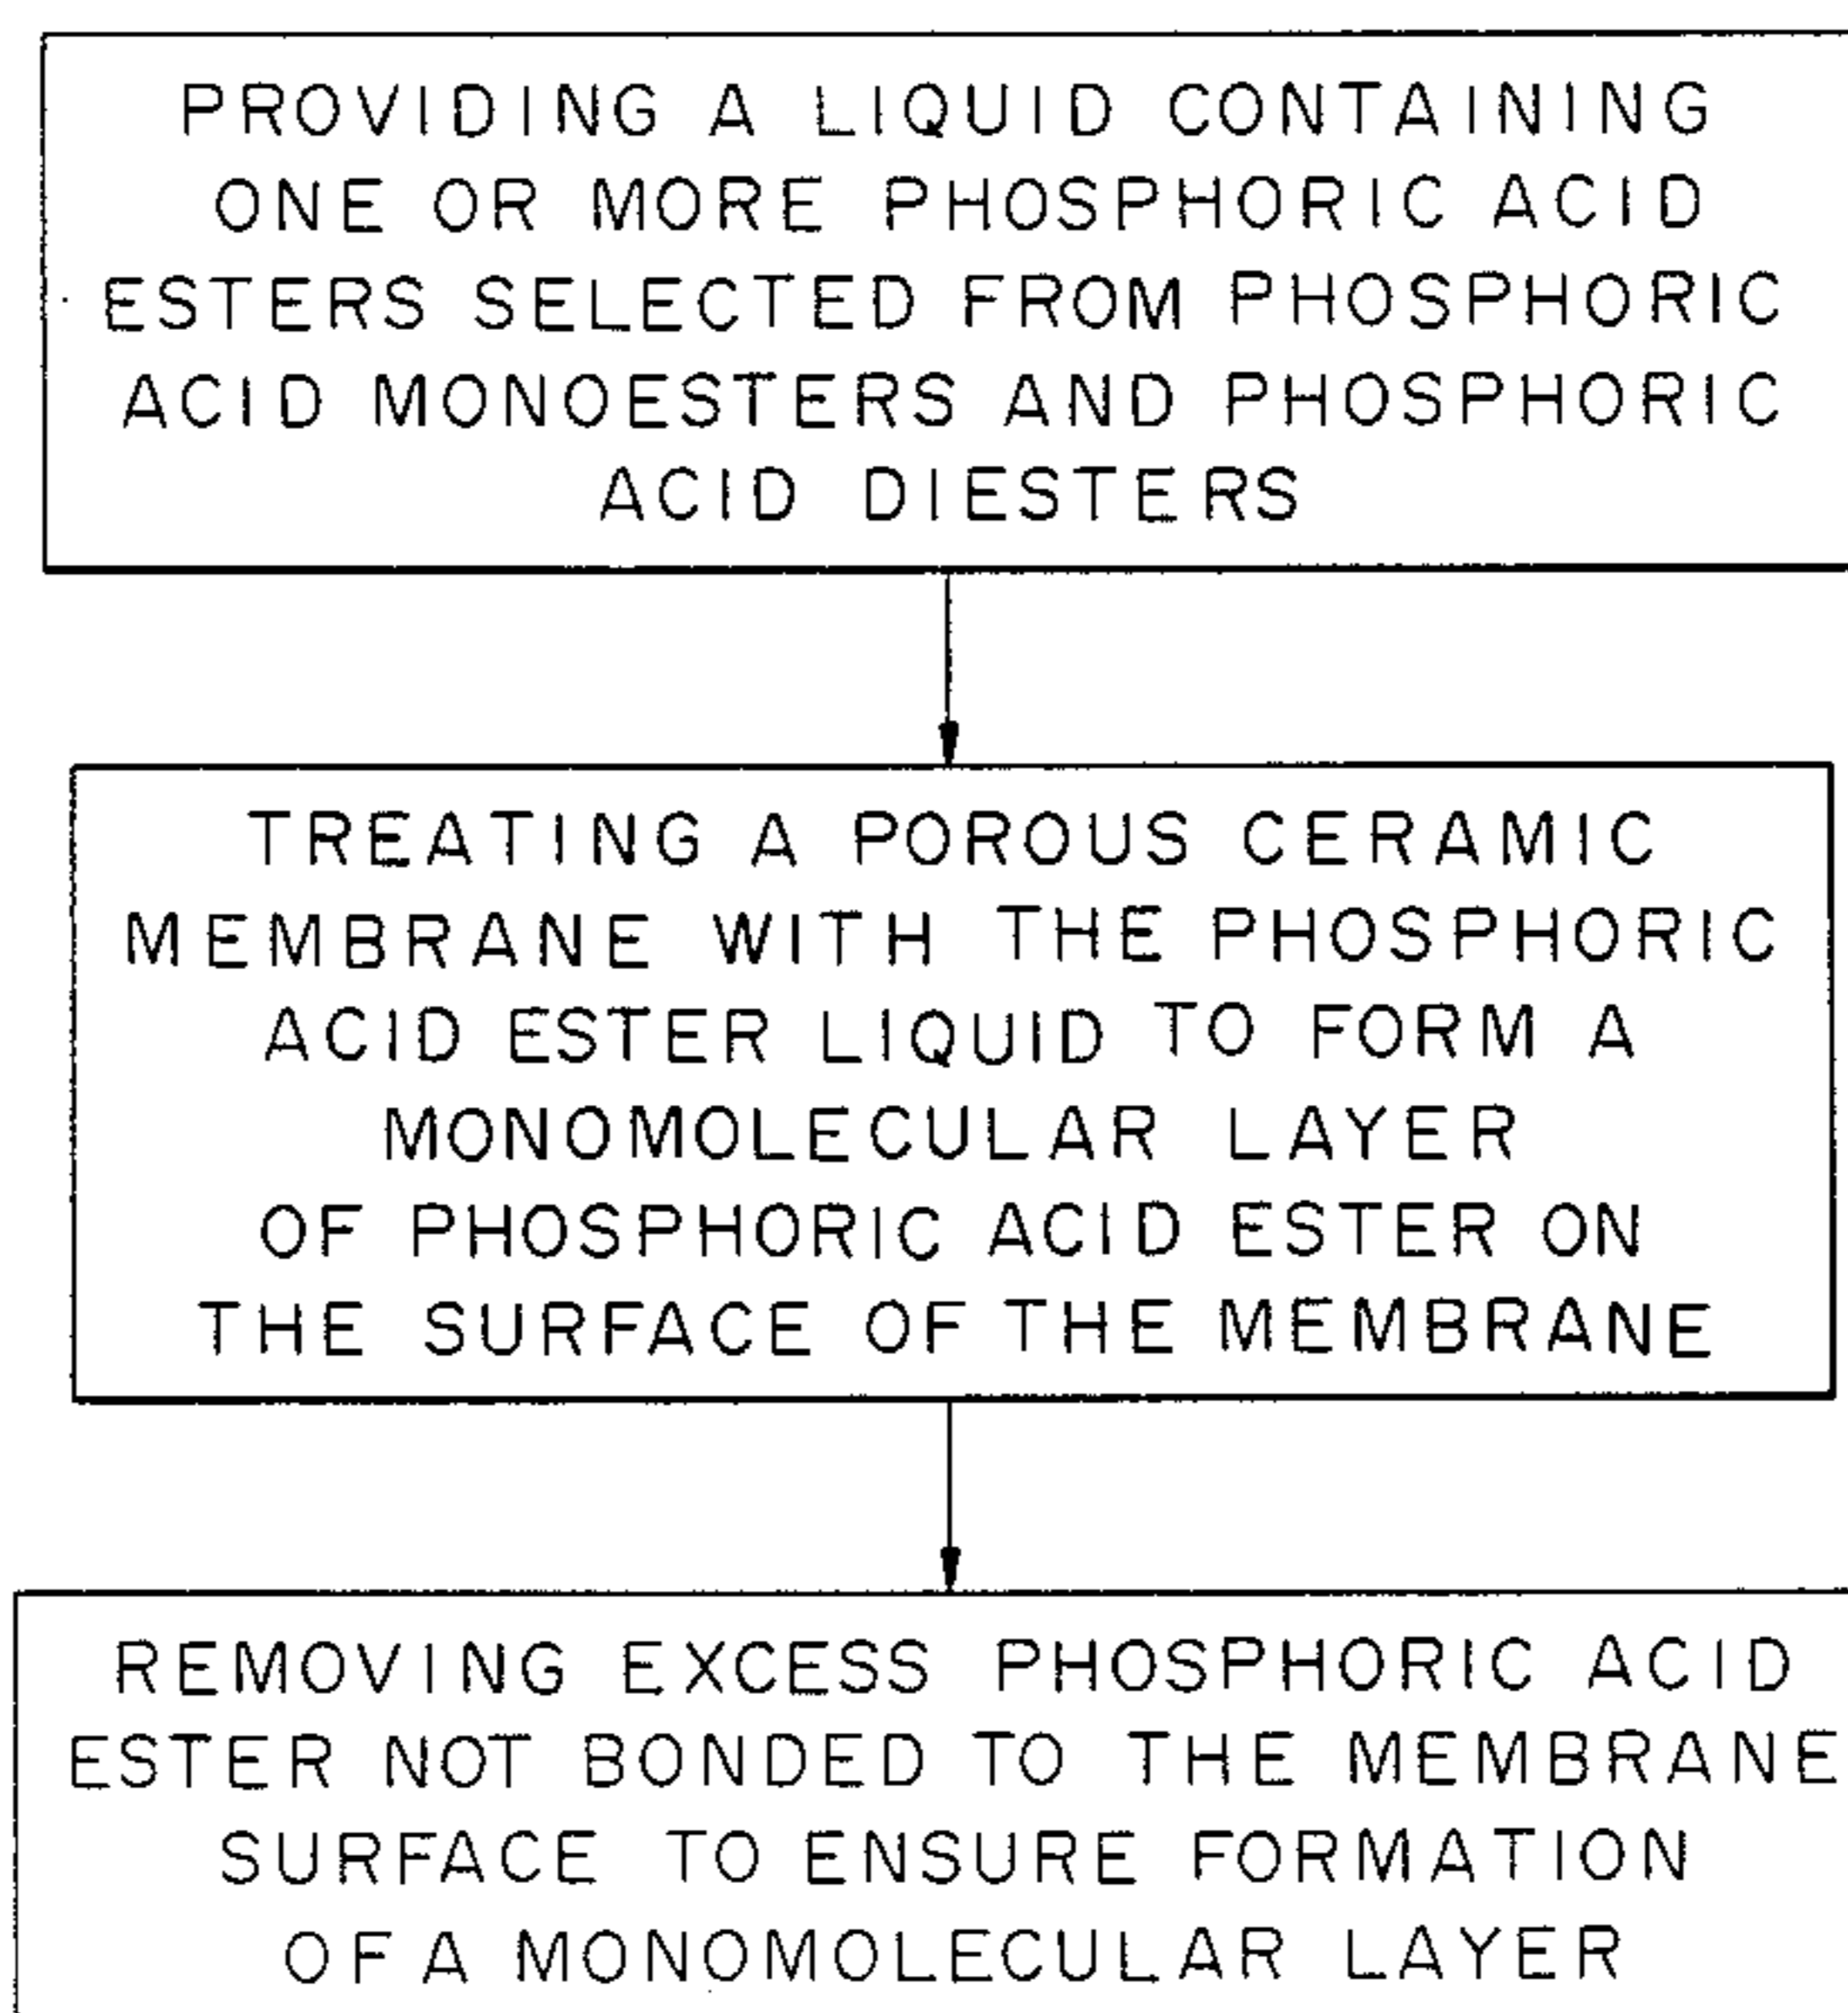 PROVIDING A LIQUID CONTAINING
ONE OR MORE PHOSPHORIC ACID
ESTERS SELECTED FROM PHOSPHORIC
ACID MONOESTERS AND PHOSPHORIC
ACID DIESTERS
TREATING A POROUS CERAMIC
MEMBRANE WITH THE PHOSPHORIC
ACID ESTER LIQUID TO FORM A
MONOMOLECULAR LAYER
OF PHOSPHORIC ACID ESTER ON
THE SURFACE OF THE MEMBRANE
REMOVING EXCESS PHOSPHORIC ACID
ESTER NOT BONDED TO THE MEMBRANE
SURFACE TO ENSURE FORMATION
OF A MONOMOLECULAR LAYER